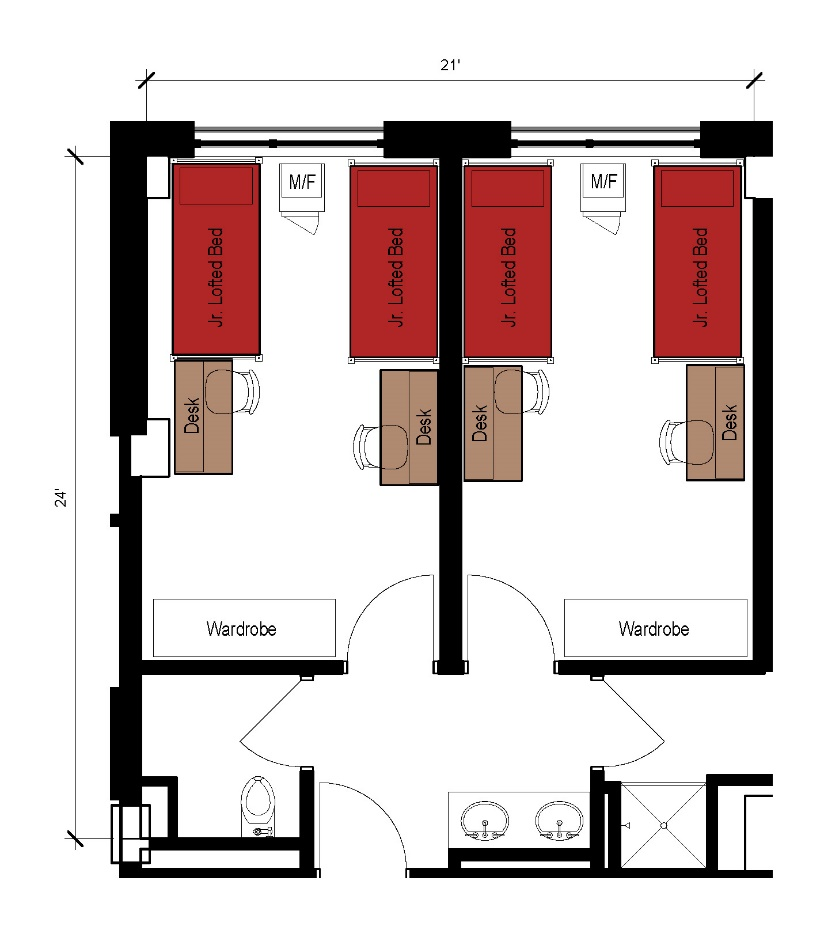 21'
M/F
M/F
Jr. Lofted Bed
Jr. Lofted Bed
Jr. Lofted Bed
Jr. Lofted Bed
Desk
Desk
Desk
Desk
24'
Wardrobe
Wardrobe